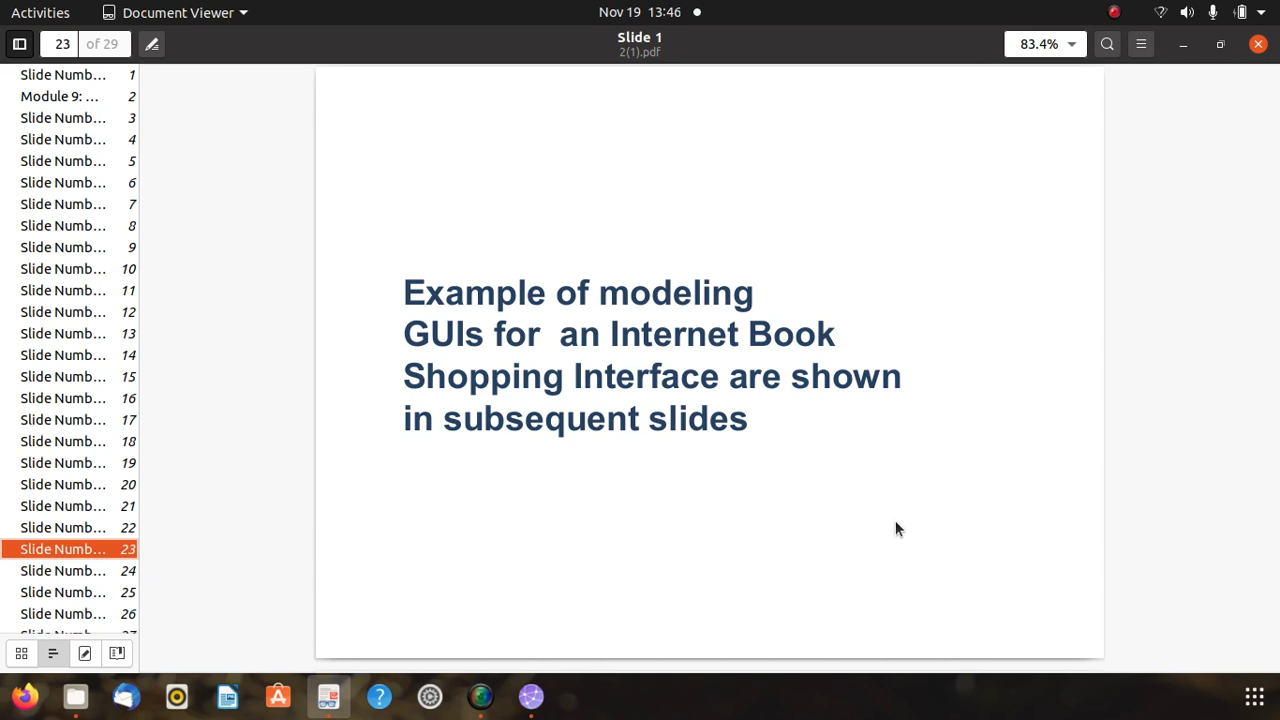 Activities Document Viewer Nov 19 13:46
23 of 29 Slide 1 83.4%
2(1).pdf
Slide Numb... 1
Module 9: ... 2
Slide Numb... 3
Slide Numb... 4
Slide Numb... 5
Slide Numb... 6
Slide Numb... 7
Slide Numb... 8
Slide Numb... 9
Slide Numb... 10
Slide Numb... 11
Slide Numb... 12
Slide Numb... 13
Slide Numb... 14
Slide Numb... 15
Slide Numb... 16
Slide Numb... 17
Slide Numb... 18
Slide Numb... 19
Slide Numb... 20
Slide Numb... 21
Slide Numb... 22
Slide Numb... 23
Slide Numb... 24
Slide Numb... 25
Slide Numb... 26
Example of modeling
GUIs for an Internet Book
Shopping Interface are shown
in subsequent slides